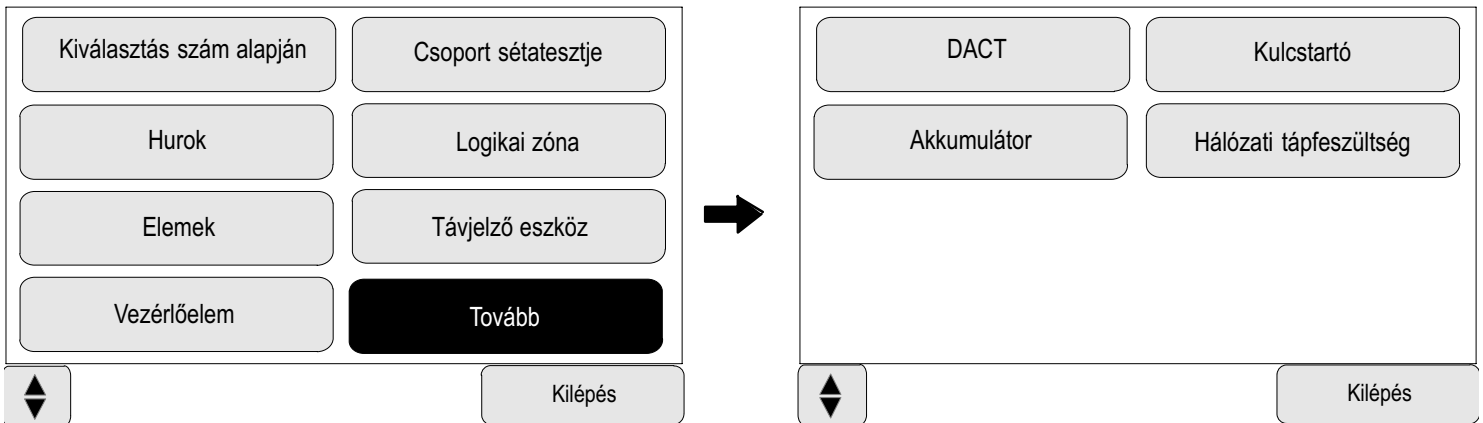 Kiválasztás szám alapján
Csoport sétatesztje
Hurok
Logikai zóna
Elemek
Távjelző eszköz
Vezérlőelem
Tovább
Kilépés
DACT
Kulcstartó
Akkumulátor
Hálózati tápfeszültség
Kilépés